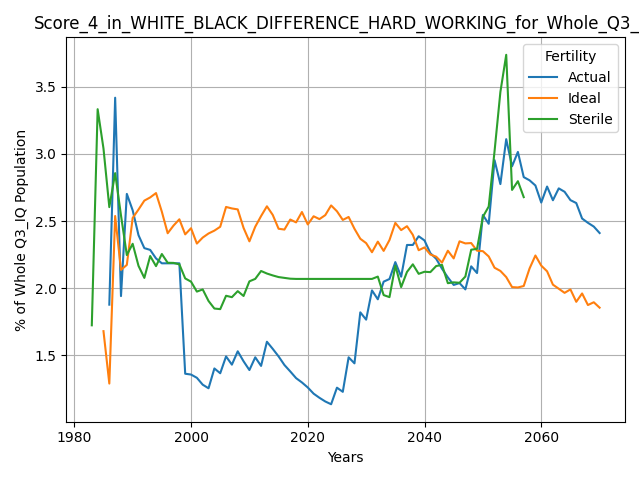 Score_4_in_WHITE_BLACK_DIFFERENCE_HARD_WORKING_for_Whole_Q3_
Fertility
Actual
Ideal
Sterile
% of Whole Q3_IQ Population
3.5
3.0
2.5
2.0
1.5
1980
2000
2020
2040
2060
Years